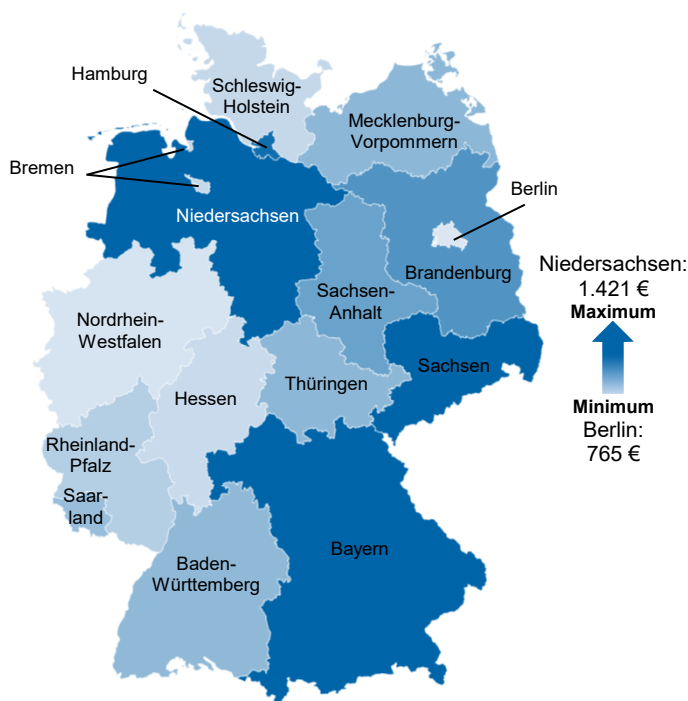 Hamburg
Schleswig-
Holstein
Mecklenburg-
Vorpommern
Bremen
Berlin
Niedersachsen
Brandenburg
Niedersachsen:
1.421 €
Maximum
Sachsen-
Anhalt
Nordrhein-
Westfalen
Sachsen
Thüringen
Hessen
Minimum
Berlin:
765 €
Rheinland-
Pfalz
Saar-
land
Bayern
Baden-
Württemberg